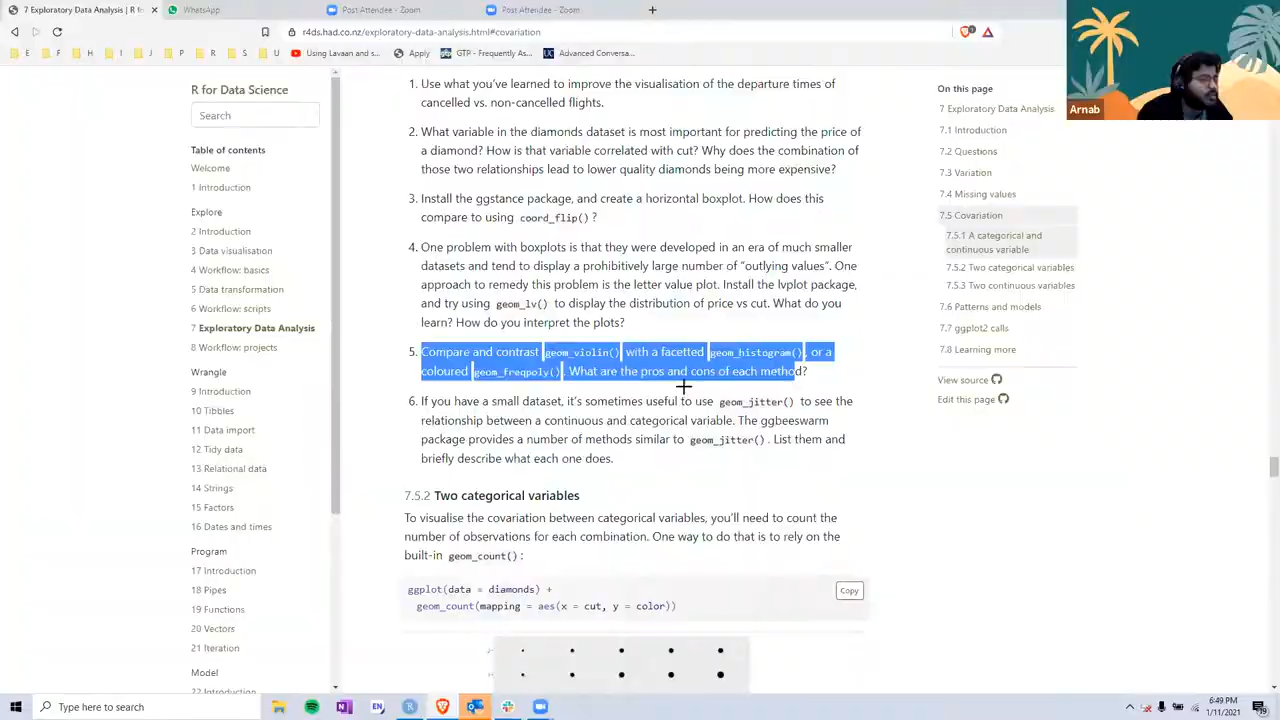 7 Exploratory Data Analysis | R f
WhatsApp
Post Attendee - Zoom
Post Attendee - Zoom
r4ds.had.co.nz/exploratory-data-analysis.html#covariation
E F H I J P R S U Using Lavaan and... Apply GTP - Frequently As... Advanced Conversa...
R for Data Science
Search
Table of contents
Welcome
1 Introduction
Explore
2 Introduction
3 Data visualisation
4 Workflow: basics
5 Data transformation
6 Workflow: scripts
7 Exploratory Data Analysis
8 Workflow: projects
Wrangle
9 Introduction
10 Tibbles
11 Data import
12 Tidy data
13 Relational data
14 Strings
15 Factors
16 Dates and times
Program
17 Introduction
18 Pipes
19 Functions
20 Vectors
21 Iteration
Model
22 Introduction
1. Use what you've learned to improve the visualisation of the departure times of
cancelled vs. non-cancelled flights.
2. What variable in the diamonds dataset is most important for predicting the price of
a diamond? How is that variable correlated with cut? Why does the combination of
those two relationships lead to lower quality diamonds being more expensive?
3. Install the ggstance package, and create a horizontal boxplot. How does this
compare to using coord_flip()?
4. One problem with boxplots is that they were developed in an era of much smaller
datasets and tend to display a prohibitively large number of “outlying values”. One
approach to remedy this problem is the letter value plot. Install the lvplot package,
and try using geom_lv() to display the distribution of price vs cut. What do you
learn? How do you interpret the plots?
5. Compare and contrast geom_violin() with a facetted geom_histogram(), or a
coloured geom_freqpoly(). What are the pros and cons of each method?
6. If you have a small dataset, it's sometimes useful to use geom_jitter() to see the
relationship between a continuous and categorical variable. The ggbeeswarm
package provides a number of methods similar to geom_jitter(). List them and
briefly describe what each one does.
7.5.2 Two categorical variables
To visualise the covariation between categorical variables, you'll need to count the
number of observations for each combination. One way to do that is to rely on the
built-in geom_count():
ggplot(data = diamonds) +
geom_count(mapping = aes(x = cut, y = color))
Copy
On this page
7 Exploratory Data Analysis
7.1 Introduction
7.2 Questions
7.3 Variation
7.4 Missing values
7.5 Covariation
7.5.1 A categorical and
continuous variable
7.5.2 Two categorical variables
7.5.3 Two continuous variables
7.6 Patterns and models
7.7 ggplot2 calls
7.8 Learning more
View source
Edit this page
Arnab
Type here to search
EN
6:49 PM
1/11/2021